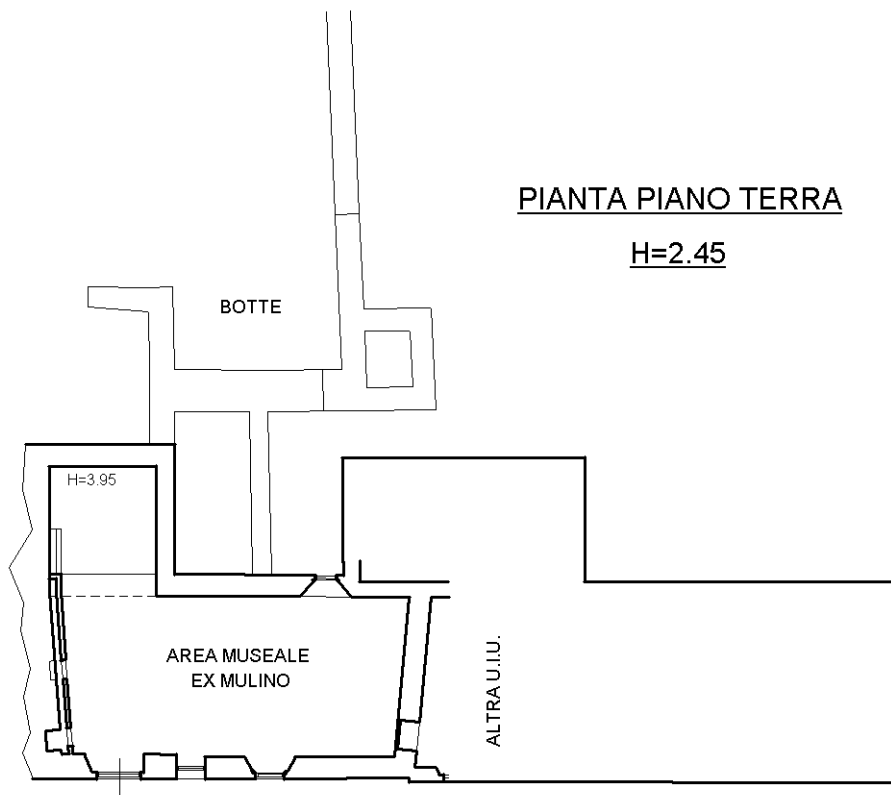 PIANTA PIANO TERRA
H=2.45
BOTTE
H=3.95
AREA MUSEALE
EX MULINO
ALTRA U.I.U.